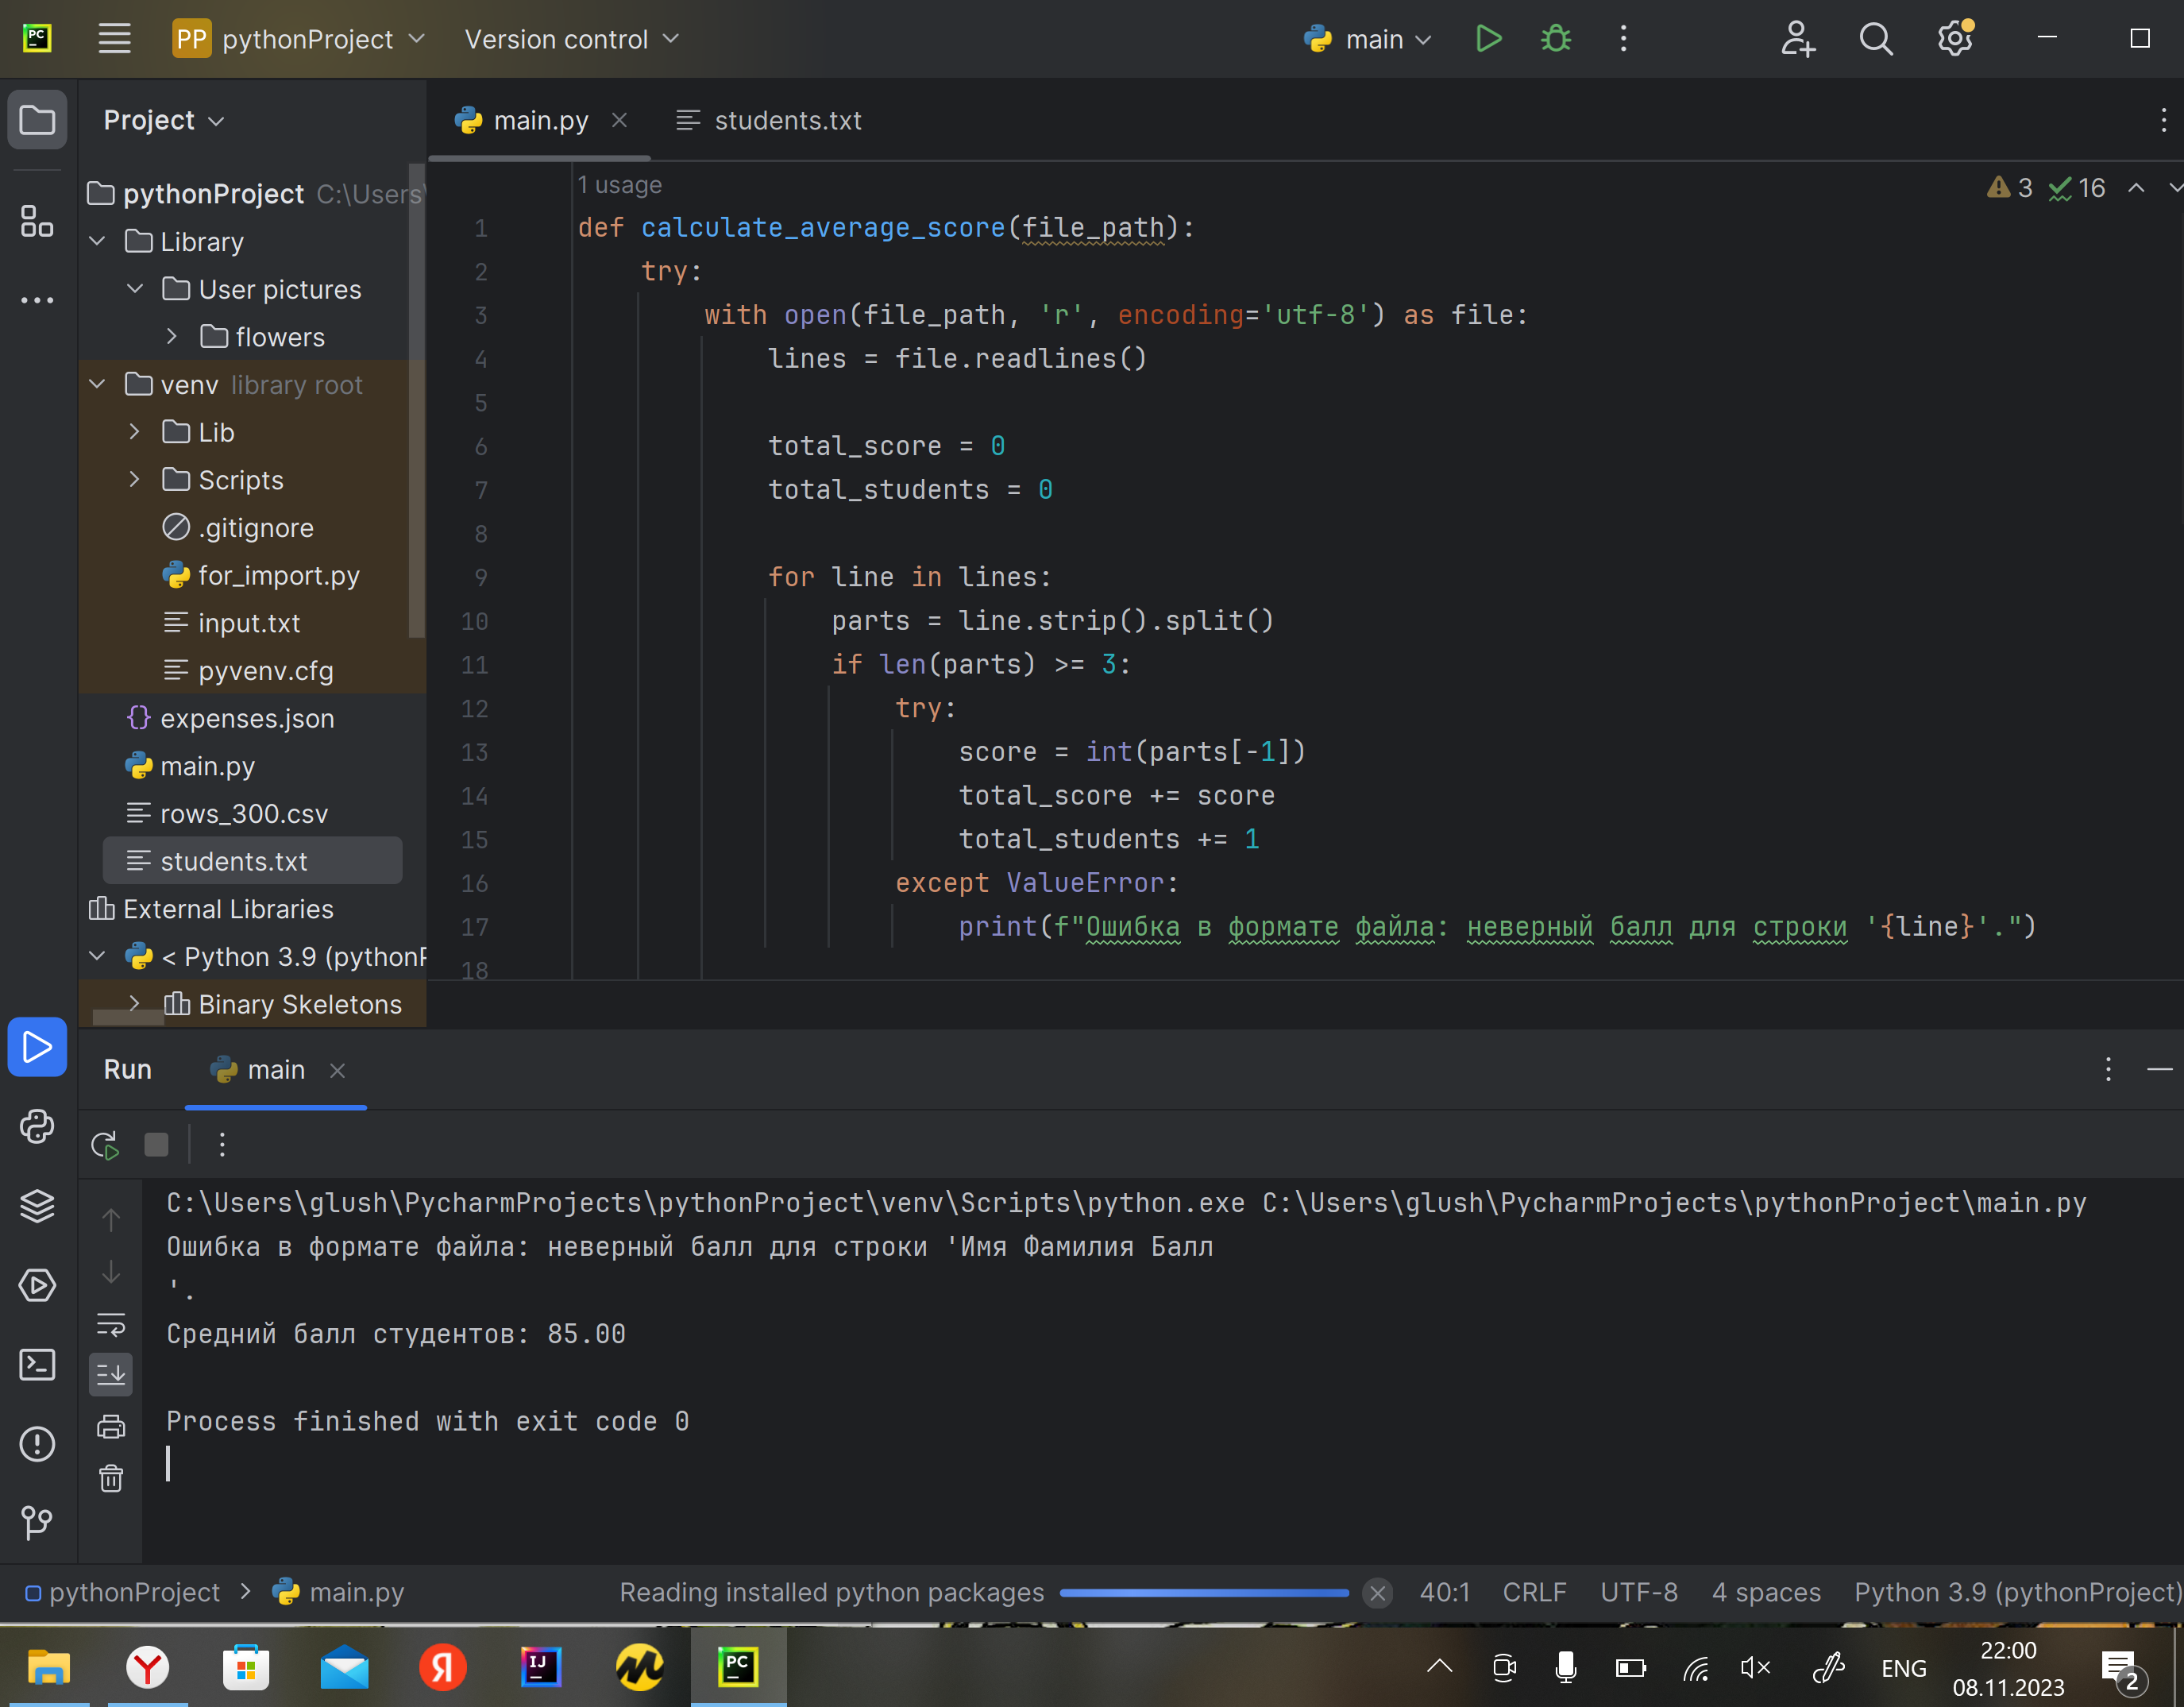 PC
PP pythonProject
Version control
main
Project
main.py
students.txt
pythonProject C:\Users\
Library
User pictures
flowers
venv library root
Lib
Scripts
.gitignore
for_import.py
input.txt
pyvenv.cfg
expenses.json
main.py
rows_300.csv
students.txt
External Libraries
< Python 3.9 (pythonP
Binary Skeletons
1 usage
3 16
1 def calculate_average_score(file_path):
2 try:
3 with open(file_path, 'r', encoding='utf-8') as file:
4 lines = file.readlines()
5
6 total_score = 0
7 total_students = 0
8
9 for line in lines:
10 parts = line.strip().split()
11 if len(parts) >= 3:
12 try:
13 score = int(parts[-1])
14 total_score += score
15 total_students += 1
16 except ValueError:
17 print(f"Ошибка в формате файла: неверный балл для строки '{line}'.")
18
Run main
C:\Users\glush\PycharmProjects\pythonProject\venv\Scripts\python.exe C:\Users\glush\PycharmProjects\pythonProject\main.py
Ошибка в формате файла: неверный балл для строки 'Имя Фамилия Балл
'.
Средний балл студентов: 85.00
Process finished with exit code 0
pythonProject > main.py
Reading installed python packages
40:1 CRLF UTF-8 4 spaces Python 3.9 (pythonProject)
Y
Я
IJ
PC
ENG
22:00
08.11.2023
2